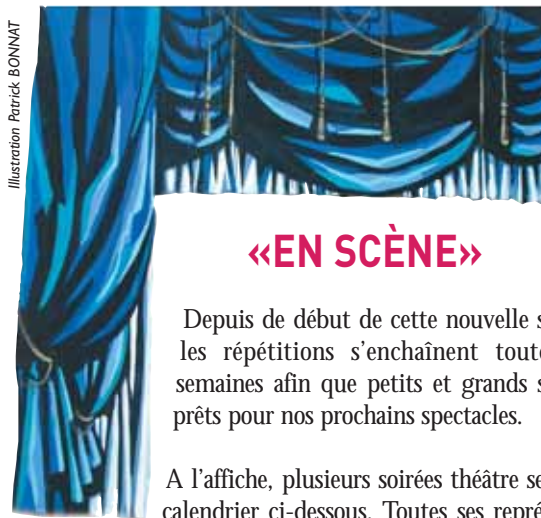 Illustration Patrick BONNAT
«EN SCÈNE»
Depuis de début de cette nouvelle
les répétitions s'enchaînent
semaines afin que petits et grands
prêts pour nos prochains spectacles.
A l'affiche, plusieurs soirées théâtre
calendrier ci-dessous. Toutes ses